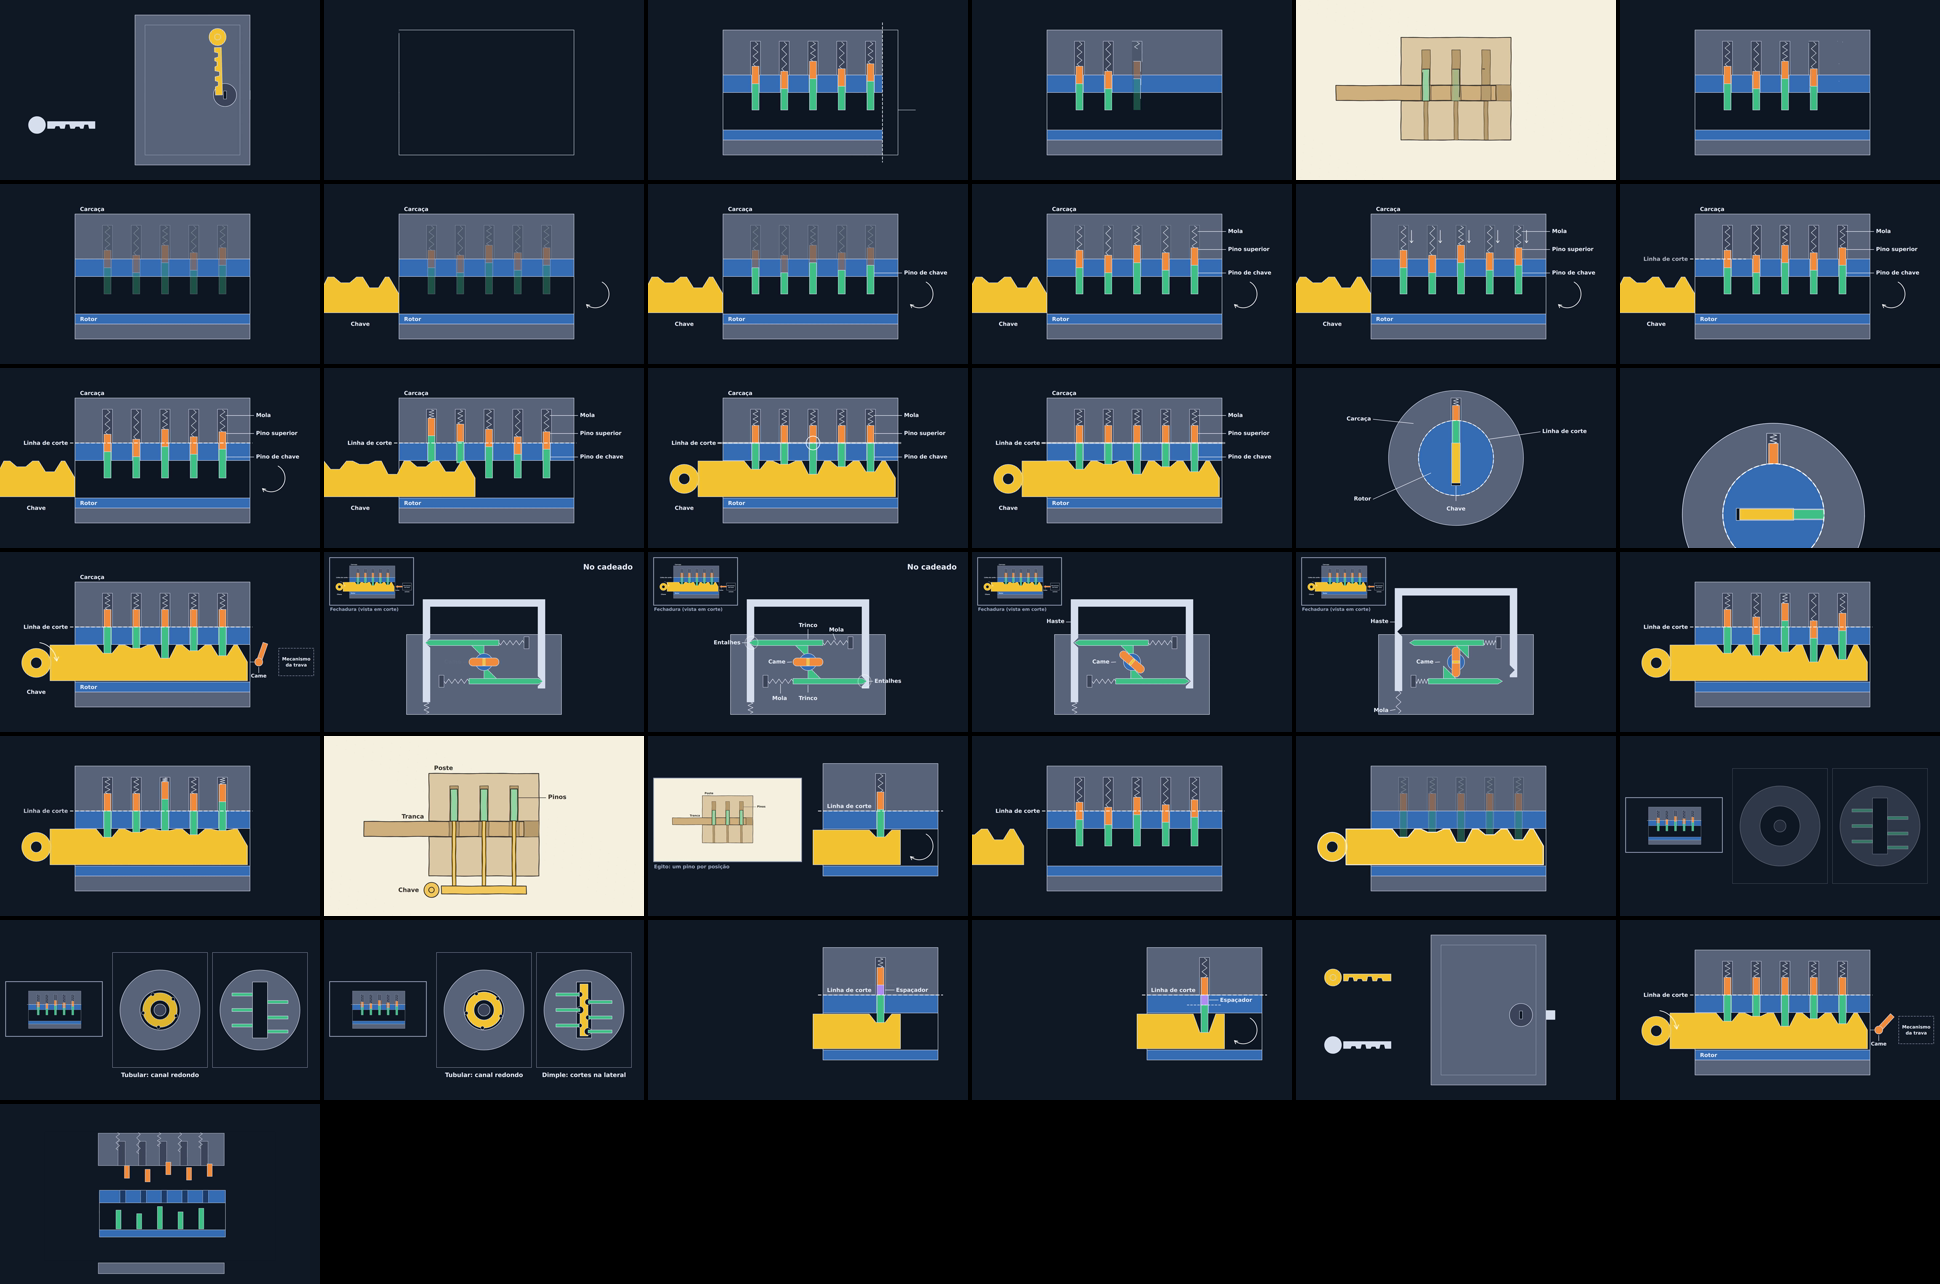 Carcaça
Rotor
Carcaça
Rotor
Chave
Carcaça
Pino de chave
Rotor
Chave
Carcaça
Mola
Pino superior
Pino de chave
Rotor
Chave
Carcaça
Mola
Pino superior
Pino de chave
Rotor
Chave
Carcaça
Mola
Pino superior
Linha de corte
Pino de chave
Rotor
Chave
Carcaça
Mola
Pino superior
Linha de corte
Pino de chave
Rotor
Chave
Carcaça
Mola
Pino superior
Linha de corte
Pino de chave
Rotor
Chave
Carcaça
Mola
Pino superior
Linha de corte
Pino de chave
Rotor
Chave
Carcaça
Mola
Pino superior
Linha de corte
Pino de chave
Rotor
Chave
Carcaça
Linha de corte
Rotor
Chave
Carcaça
Linha de corte
Mecanismo
da trava
Came
Rotor
Chave
No cadeado
Fechadura (vista em corte)
No cadeado
Fechadura (vista em corte)
Trinco
Mola
Entalhes
Came
Entalhes
Mola
Trinco
Fechadura (vista em corte)
Haste
Came
Fechadura (vista em corte)
Haste
Came
Mola
Linha de corte
Linha de corte
Poste
Pinos
Tranca
Chave
Poste
Pinos
Tranca
Egito: um pino por posição
Linha de corte
Linha de corte
Tubular: canal redondo
Tubular: canal redondo
Dimple: cortes na lateral
Linha de corte
Espaçador
Linha de corte
Espaçador
Linha de corte
Mecanismo
da trava
Came
Rotor